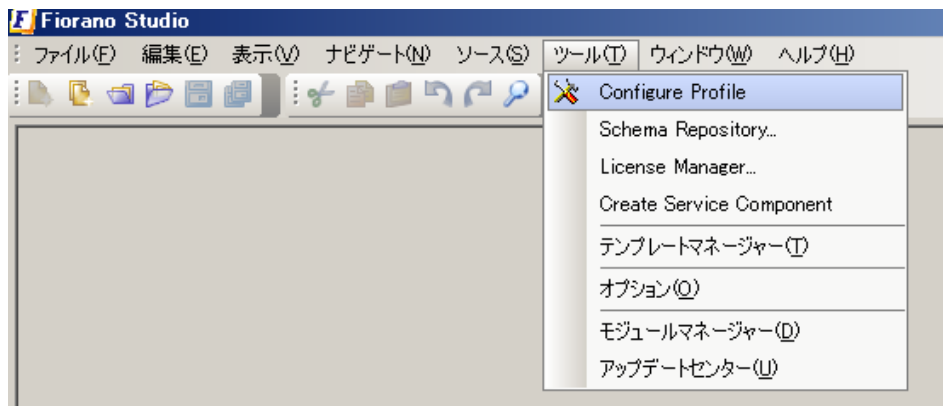 Fiorano Studio
ファイル(F) 編集(E) 表示(V) ナビゲート(N) ソース(S) ツール(T) ウィンドウ(W) ヘルプ(H)
Configure Profile
Schema Repository...
License Manager...
Create Service Component
テンプレートマネージャー(T)
オプション(O)
モジュールマネージャー(D)
アップデートセンター(U)